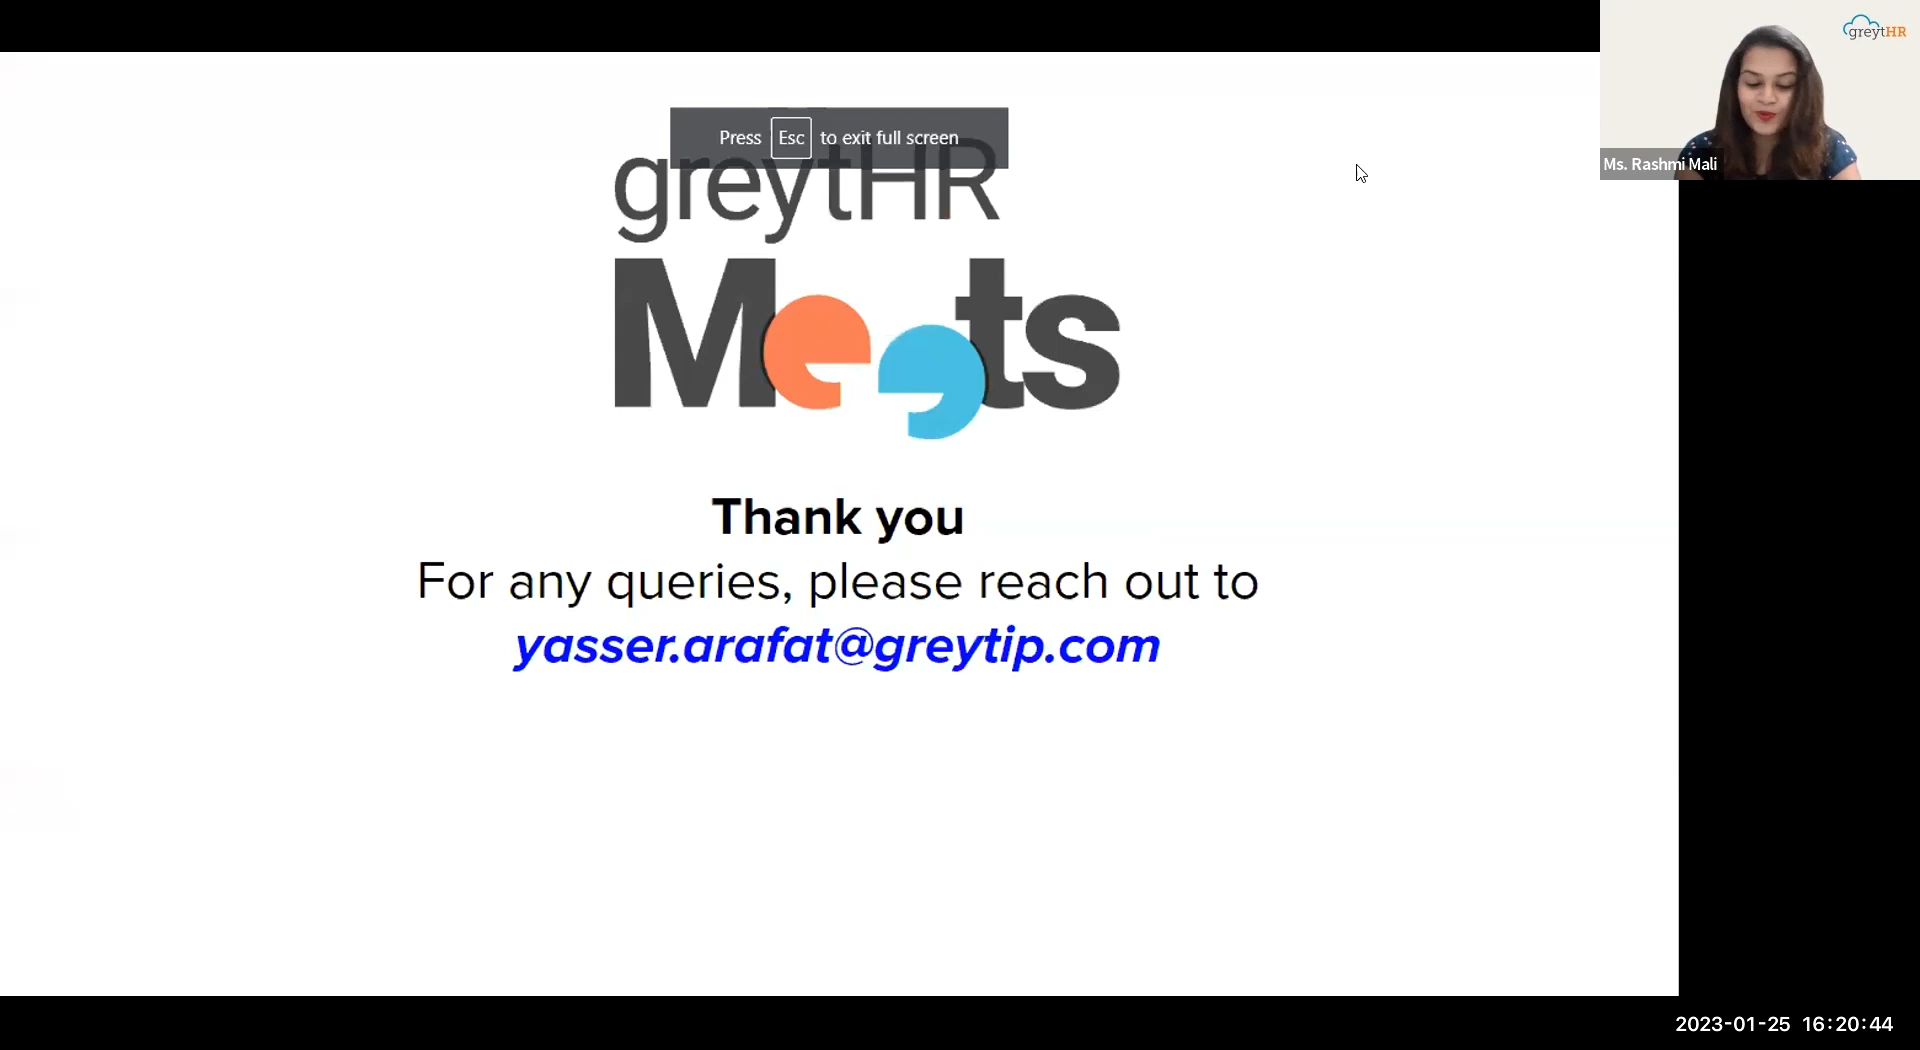 greytHR
Press Esc to exit full screen
greytHR
Meets
Ms. Rashmi Mali
Thank you
For any queries, please reach out to
yasser.arafat@greytip.com
2023-01-25 16:20:44